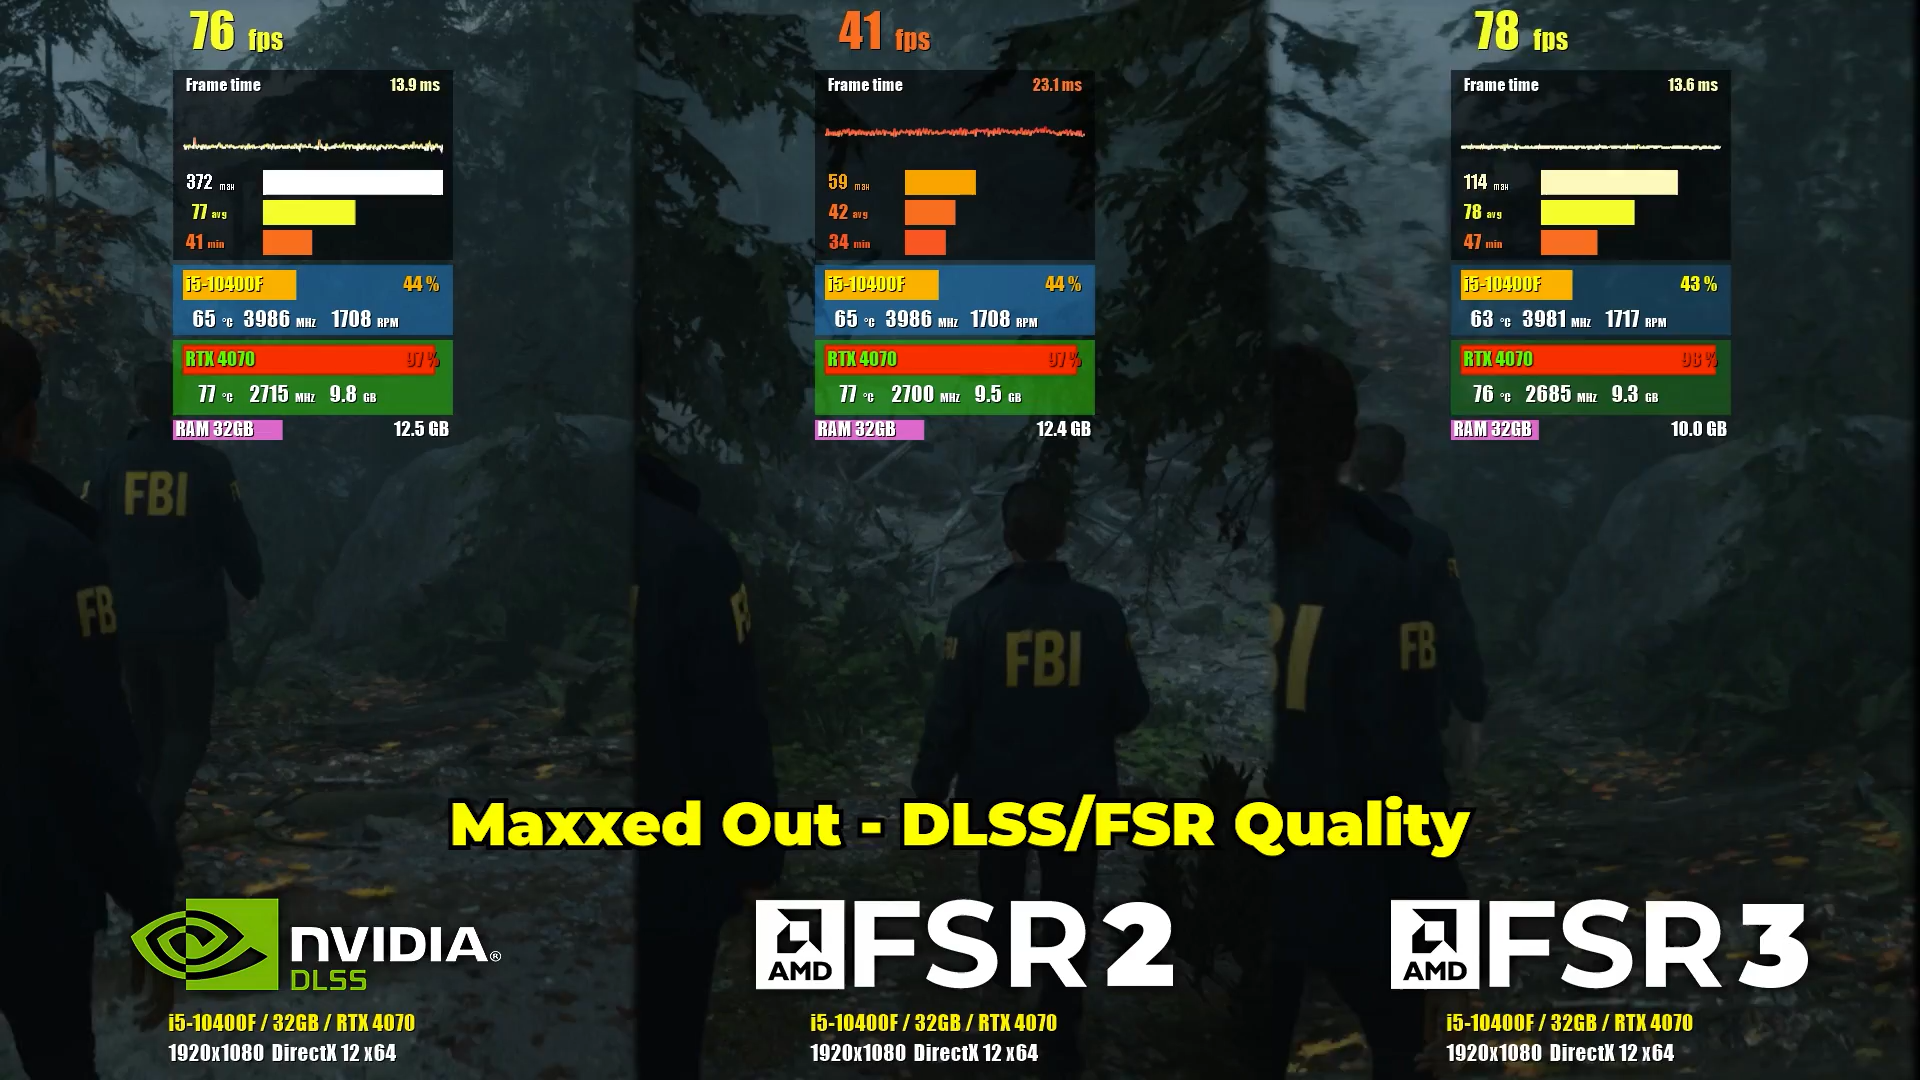 76 fps
Frame time 13.9 ms
372 max
77 avg
41 min
i5-10400F 44 %
65 °C 3986 MHz 1708 RPM
RTX 4070 97 %
77 °C 2715 MHz 9.8 GB
RAM 32GB 12.5 GB
41 fps
Frame time 23.1 ms
59 max
42 avg
34 min
i5-10400F 44 %
65 °C 3986 MHz 1708 RPM
RTX 4070 97 %
77 °C 2700 MHz 9.5 GB
RAM 32GB 12.4 GB
78 fps
Frame time 13.6 ms
114 max
78 avg
47 min
i5-10400F 43 %
63 °C 3981 MHz 1717 RPM
RTX 4070 98 %
76 °C 2685 MHz 9.3 GB
RAM 32GB 10.0 GB
FBI
FB
FBI
FB
Maxxed Out - DLSS/FSR Quality
NVIDIA®
DLSS
i5-10400F / 32GB / RTX 4070
1920x1080 DirectX 12 x64
AMD FSR 2
i5-10400F / 32GB / RTX 4070
1920x1080 DirectX 12 x64
AMD FSR 3
i5-10400F / 32GB / RTX 4070
1920x1080 DirectX 12 x64